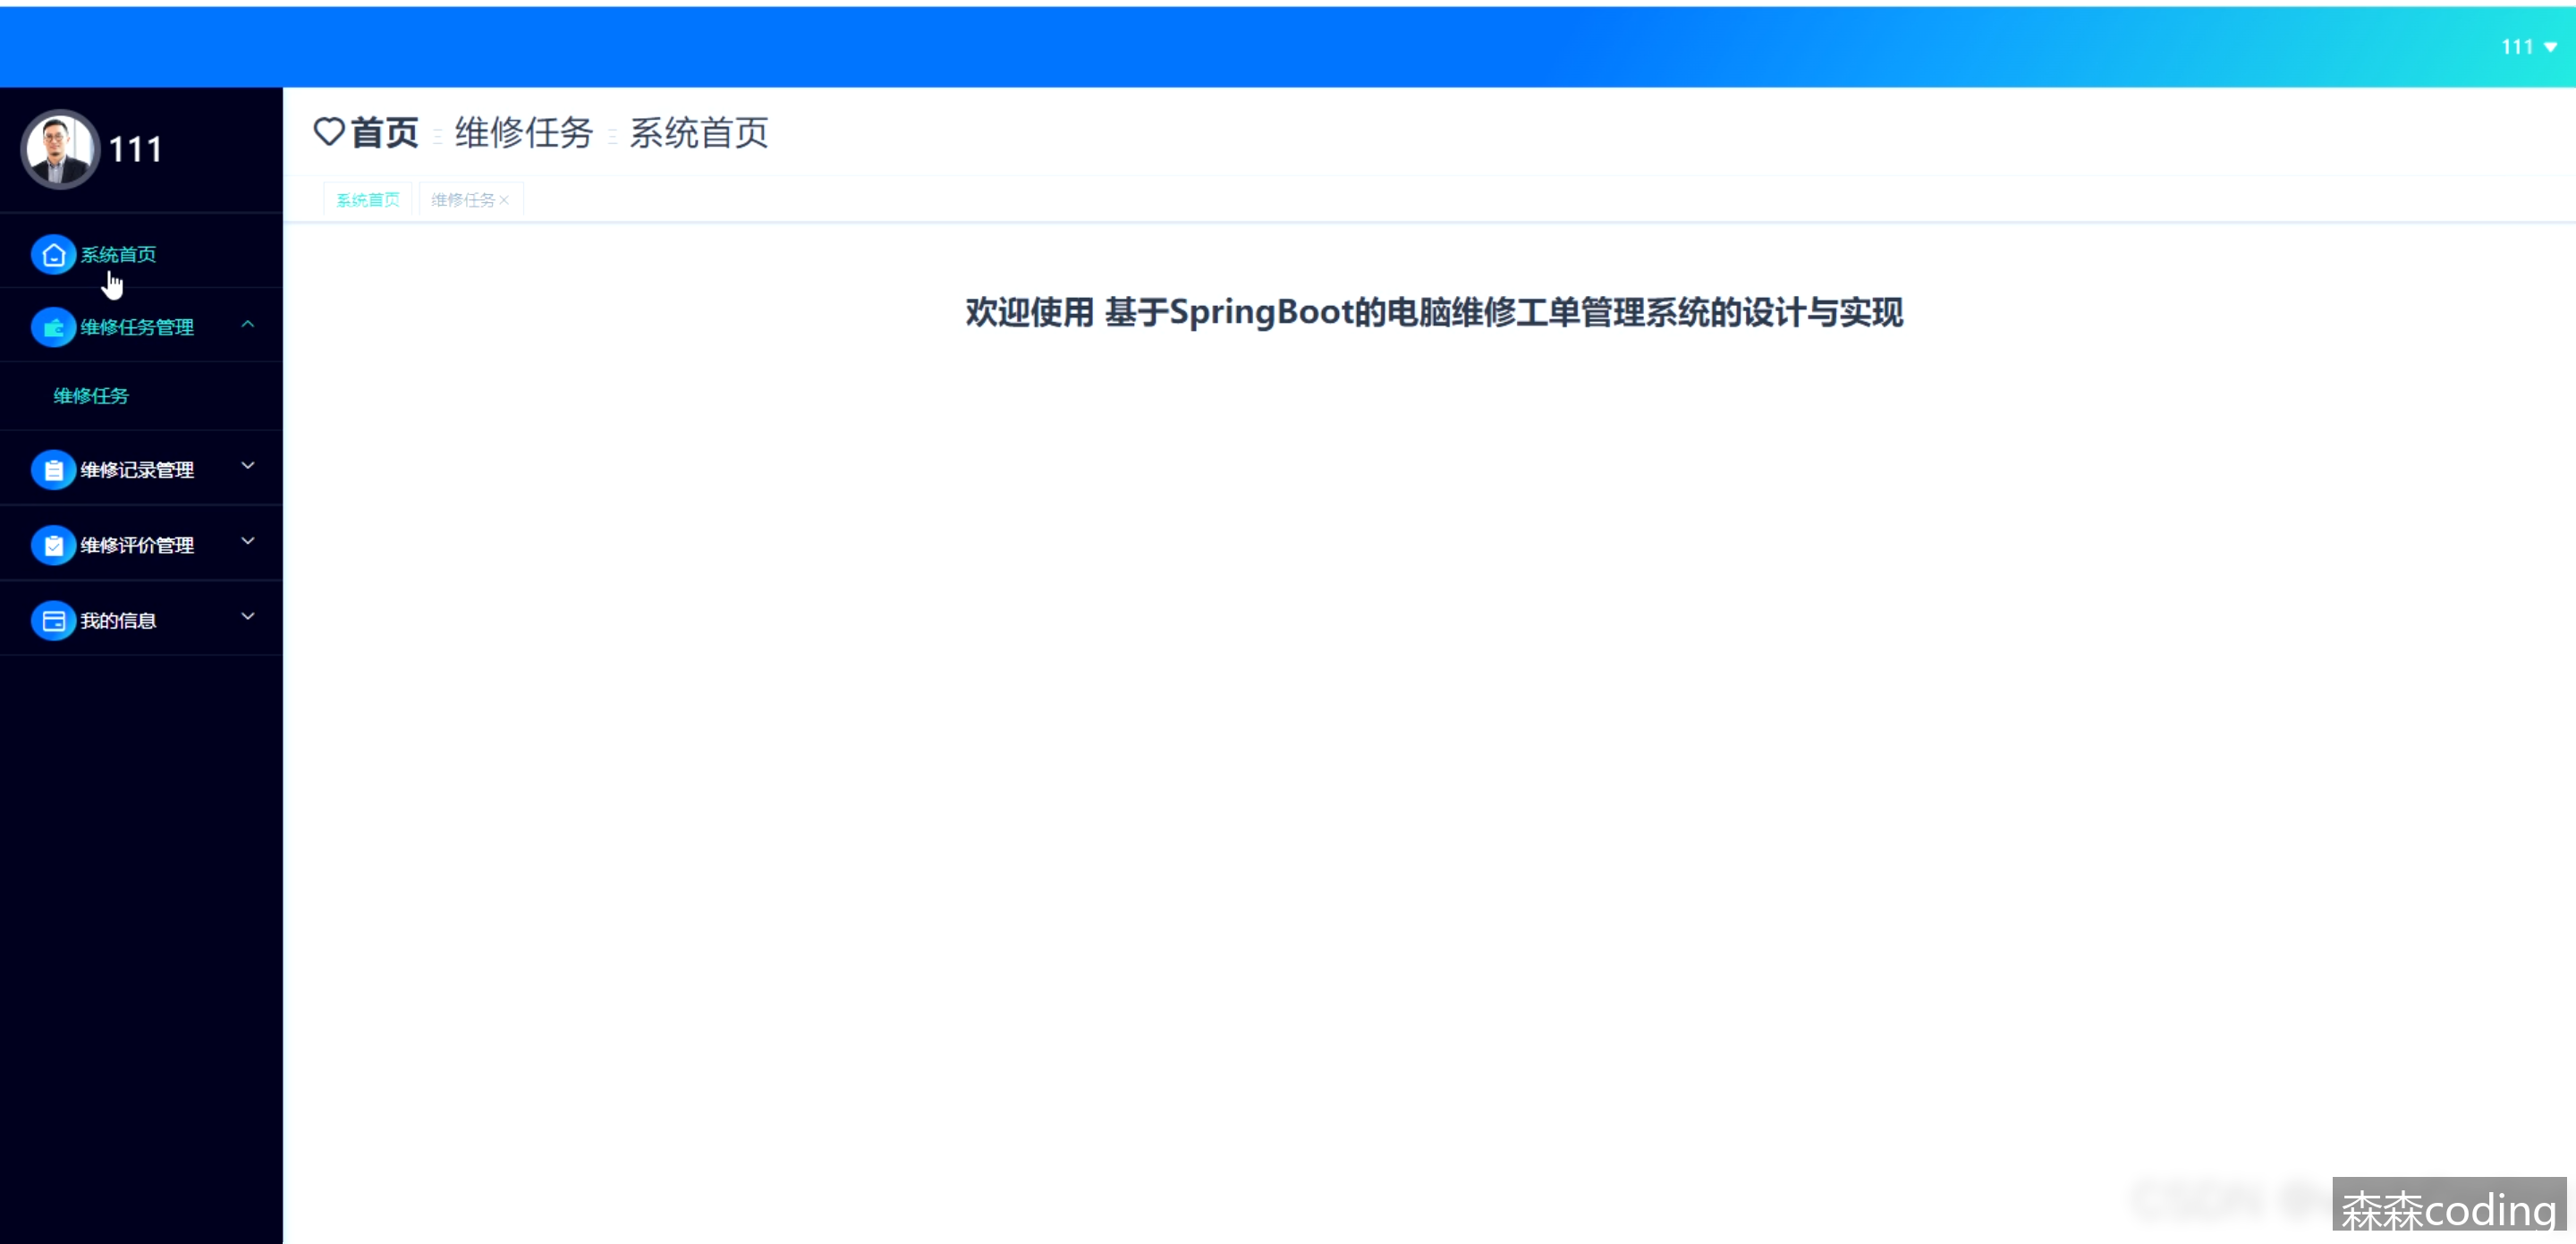 111
111
首页 维修任务 系统首页
系统首页 维修任务
系统首页
维修任务管理
维修任务
维修记录管理
维修评价管理
我的信息
欢迎使用 基于SpringBoot的电脑维修工单管理系统的设计与实现
CSDN
森森coding